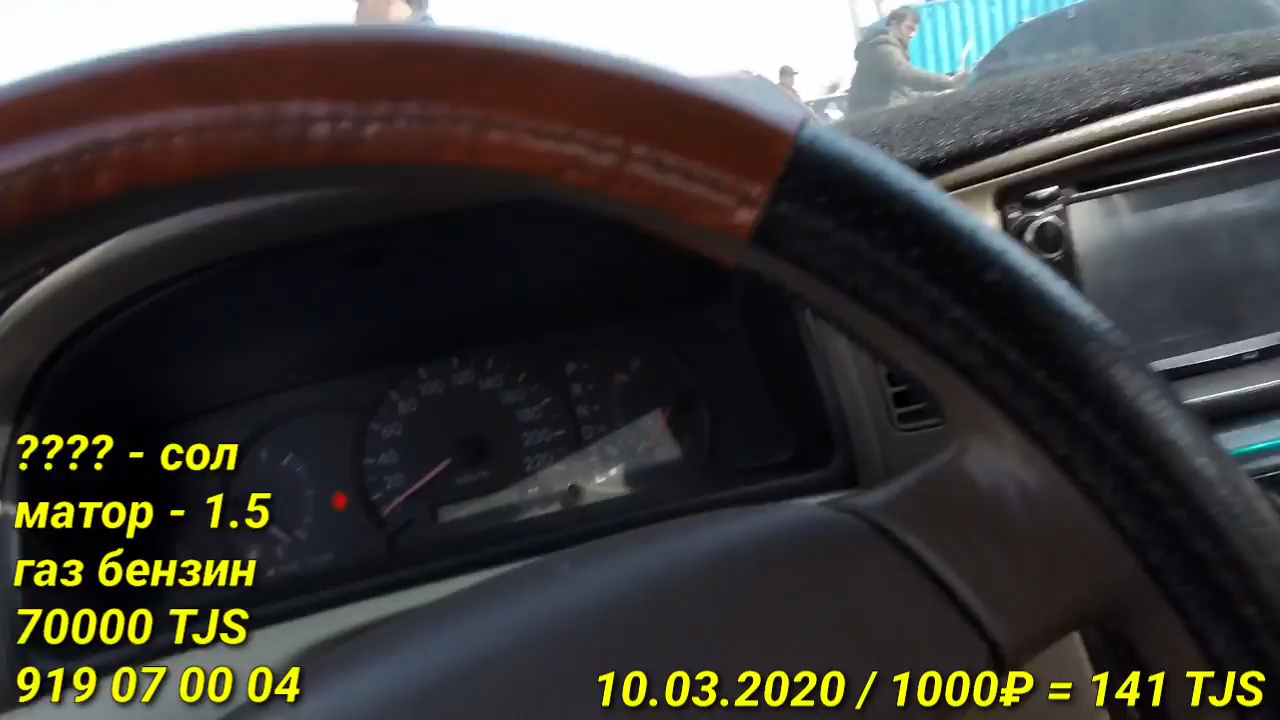 ???? - сол
матор - 1.5
газ бензин
70000 TJS
919 07 00 04
10.03.2020 / 1000₽ = 141 TJS